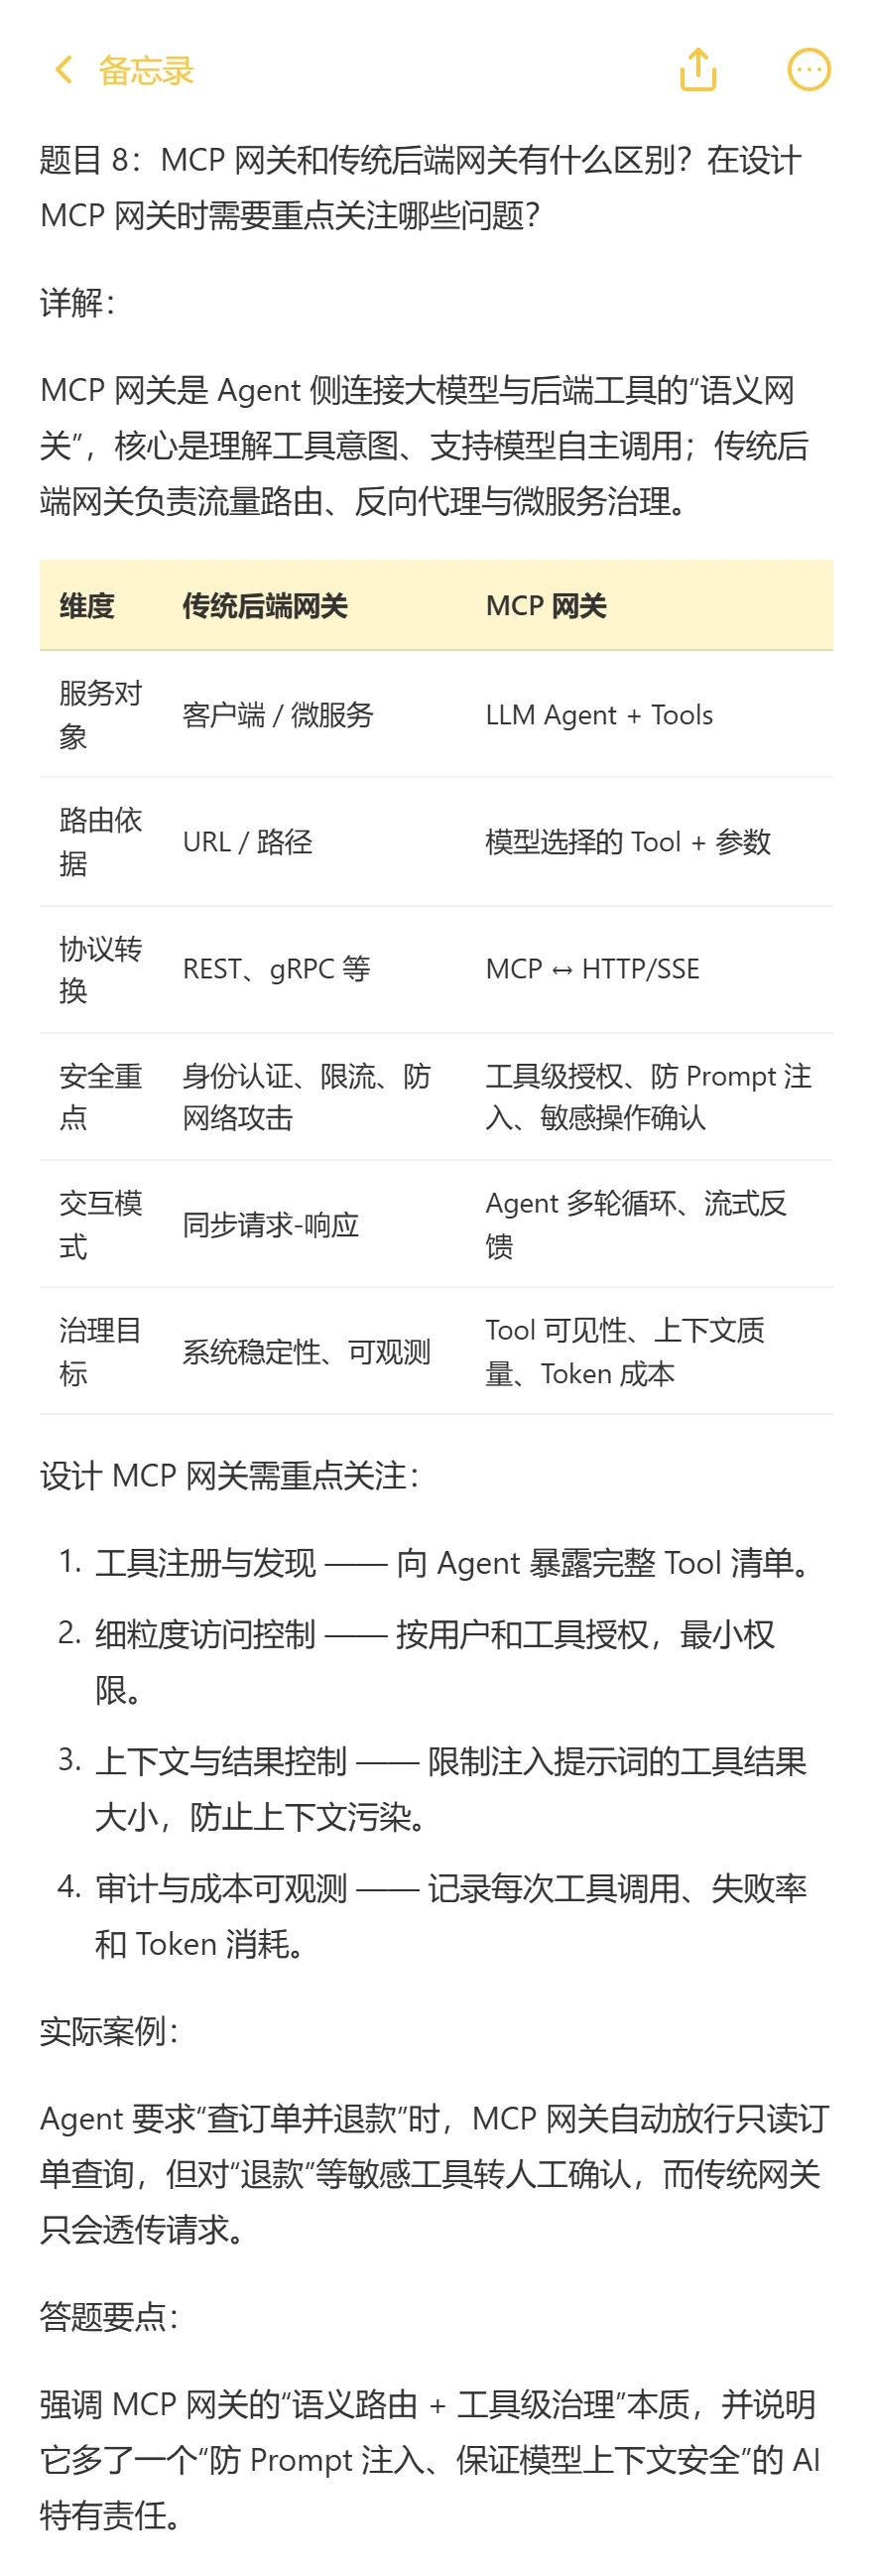 备忘录
题目 8：MCP 网关和传统后端网关有什么区别？在设计
MCP 网关时需要重点关注哪些问题？
详解：
MCP 网关是 Agent 侧连接大模型与后端工具的“语义网
关”，核心是理解工具意图、支持模型自主调用；传统后
端网关负责流量路由、反向代理与微服务治理。
维度 传统后端网关 MCP 网关
服务对
象
客户端 / 微服务
LLM Agent + Tools
路由依
据
URL / 路径
模型选择的 Tool + 参数
协议转
换
REST、gRPC 等
MCP ↔ HTTP/SSE
安全重
点
身份认证、限流、防
网络攻击
工具级授权、防 Prompt 注
入、敏感操作确认
交互模
式
同步请求-响应
Agent 多轮循环、流式反
馈
治理目
标
系统稳定性、可观测
Tool 可见性、上下文质
量、Token 成本
设计 MCP 网关需重点关注：
1. 工具注册与发现 —— 向 Agent 暴露完整 Tool 清单。
2. 细粒度访问控制 —— 按用户和工具授权，最小权
限。
3. 上下文与结果控制 —— 限制注入提示词的工具结果
大小，防止上下文污染。
4. 审计与成本可观测 —— 记录每次工具调用、失败率
和 Token 消耗。
实际案例：
Agent 要求“查订单并退款”时，MCP 网关自动放行只读订
单查询，但对“退款”等敏感工具转人工确认，而传统网关
只会透传请求。
答题要点：
强调 MCP 网关的“语义路由 + 工具级治理”本质，并说明
它多了一个“防 Prompt 注入、保证模型上下文安全”的 AI
特有责任。